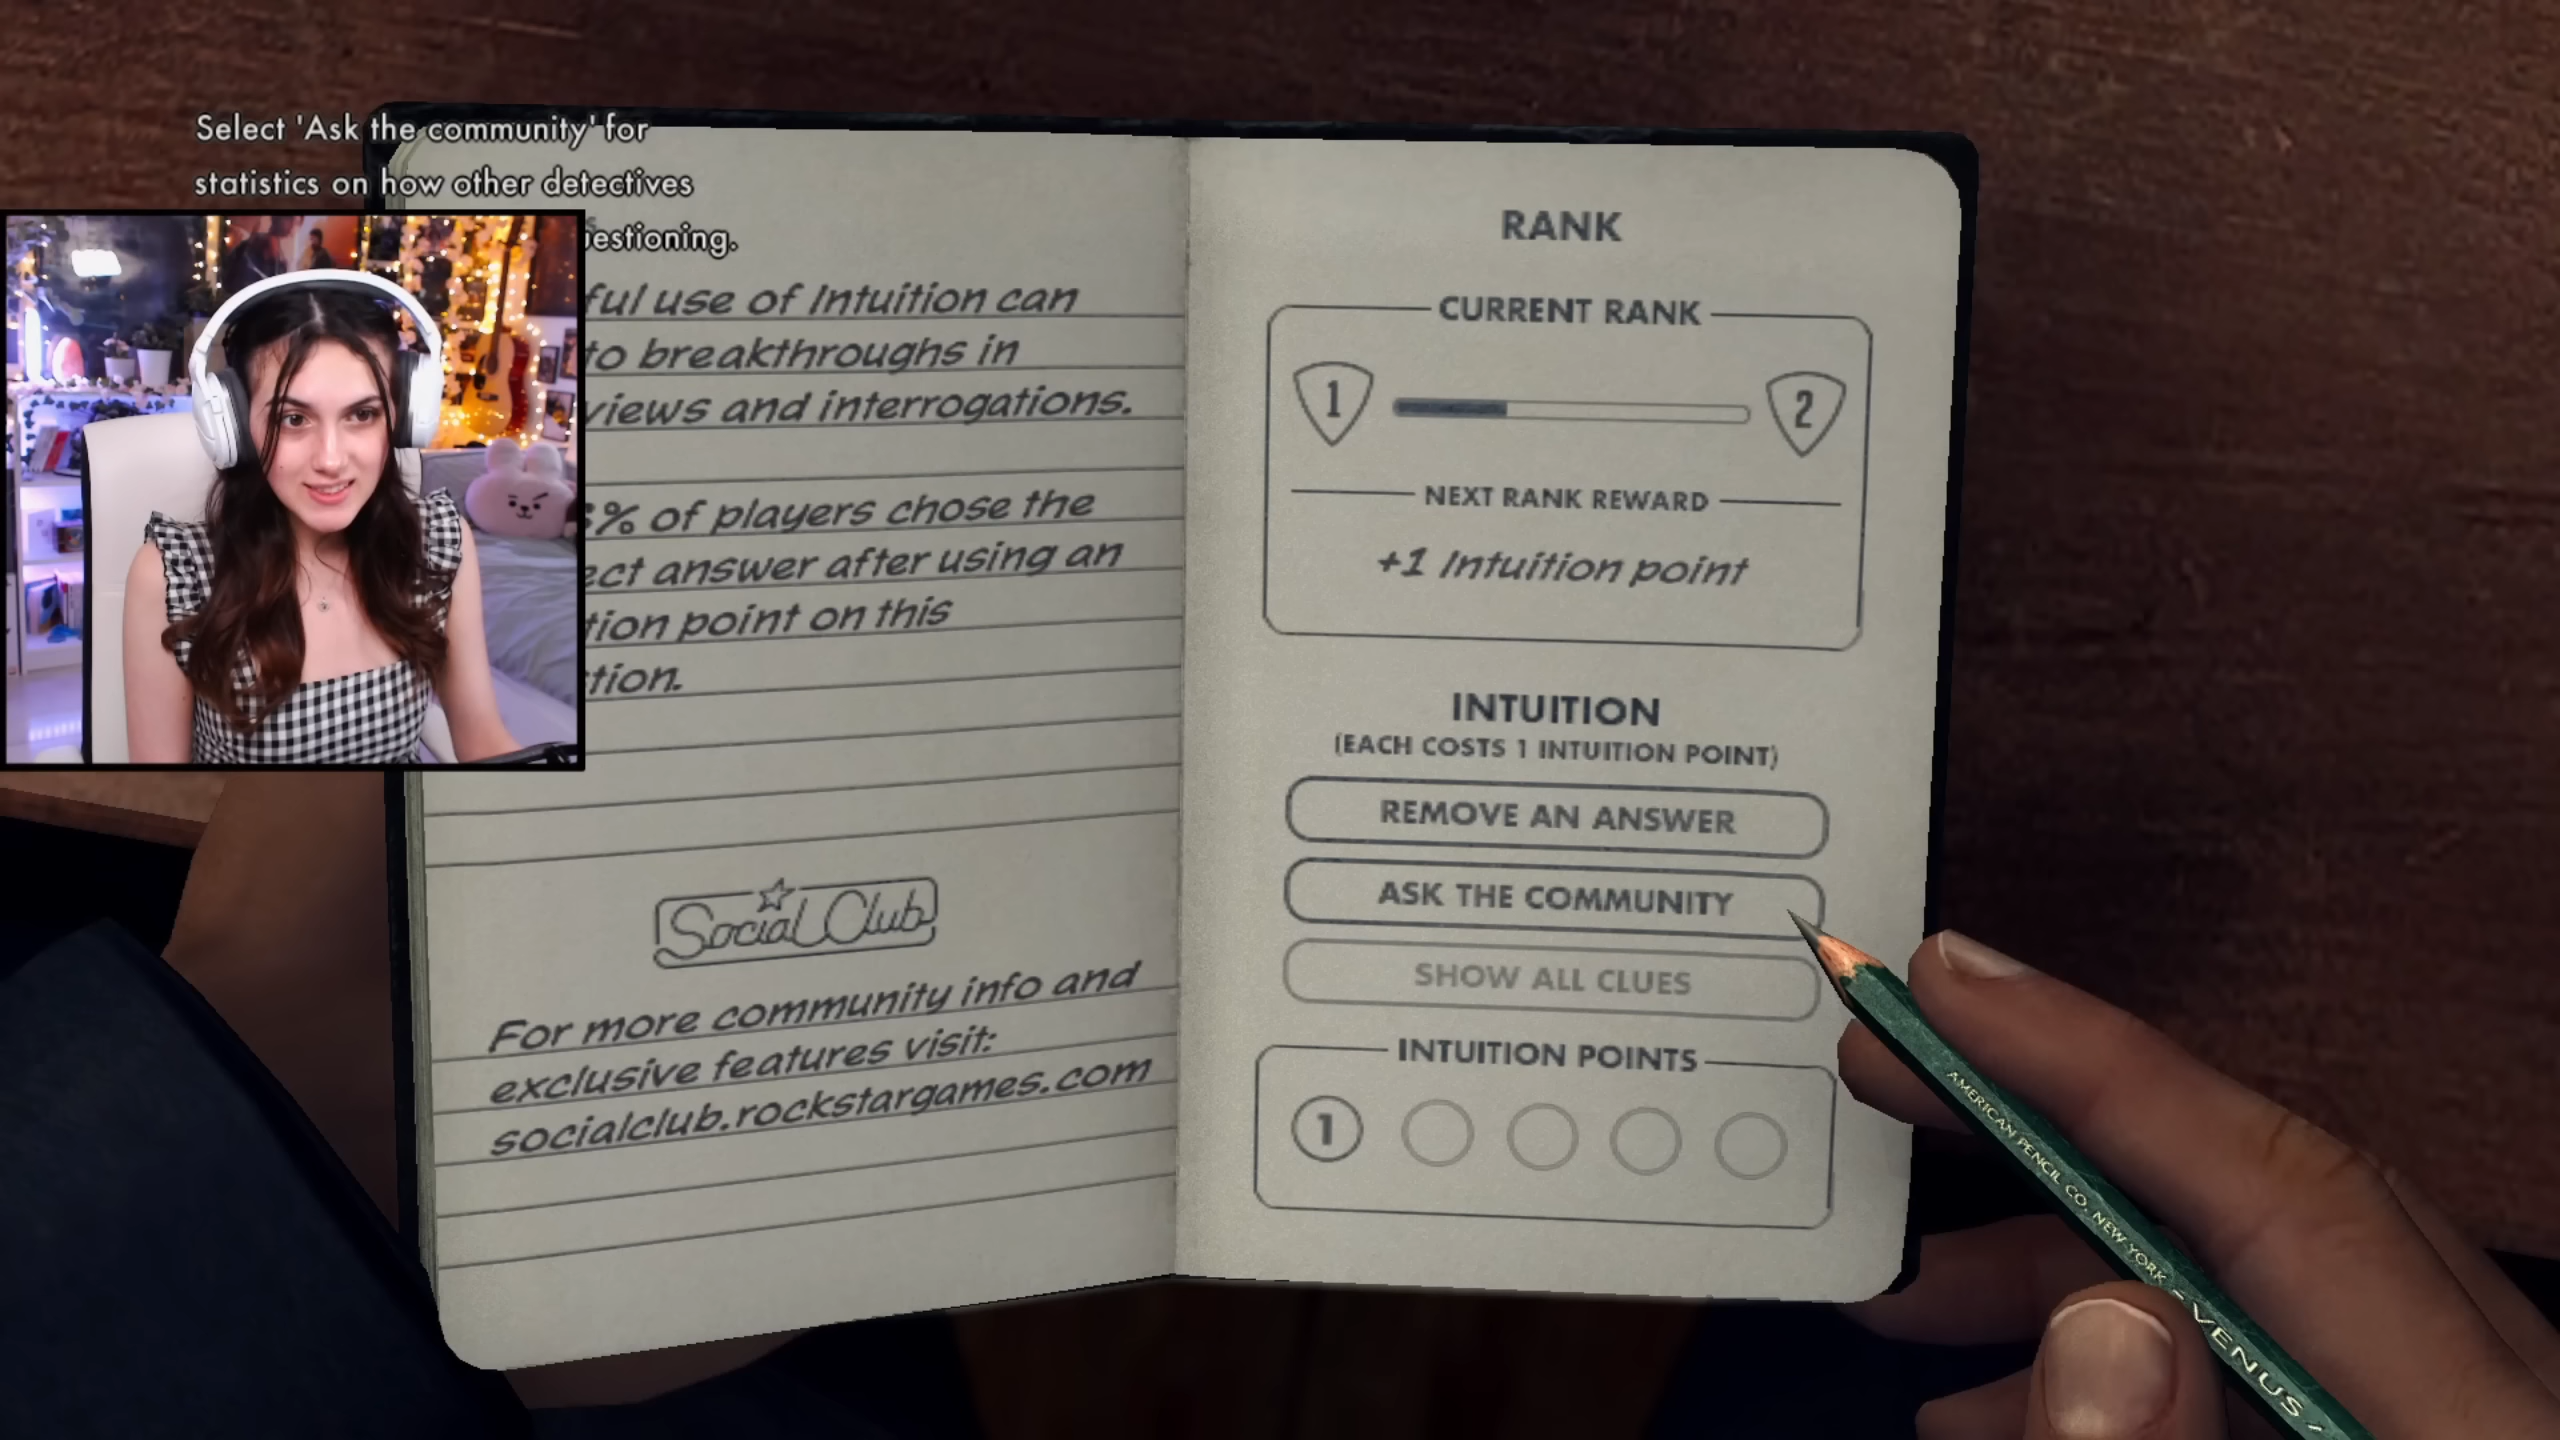 Select 'Ask the community' for
statistics on how other detectives
questioning.
ful use of Intuition can
to breakthroughs in
views and interrogations.
% of players chose the
ect answer after using an
tion point on this
tion.
Social Club
For more community info and
exclusive features visit:
socialclub.rockstargames.com
RANK
CURRENT RANK
1 2
NEXT RANK REWARD
+1 Intuition point
INTUITION
(EACH COSTS 1 INTUITION POINT)
REMOVE AN ANSWER
ASK THE COMMUNITY
SHOW ALL CLUES
INTUITION POINTS
1
AMERICAN PENCIL CO. NEW YORK - VENUS